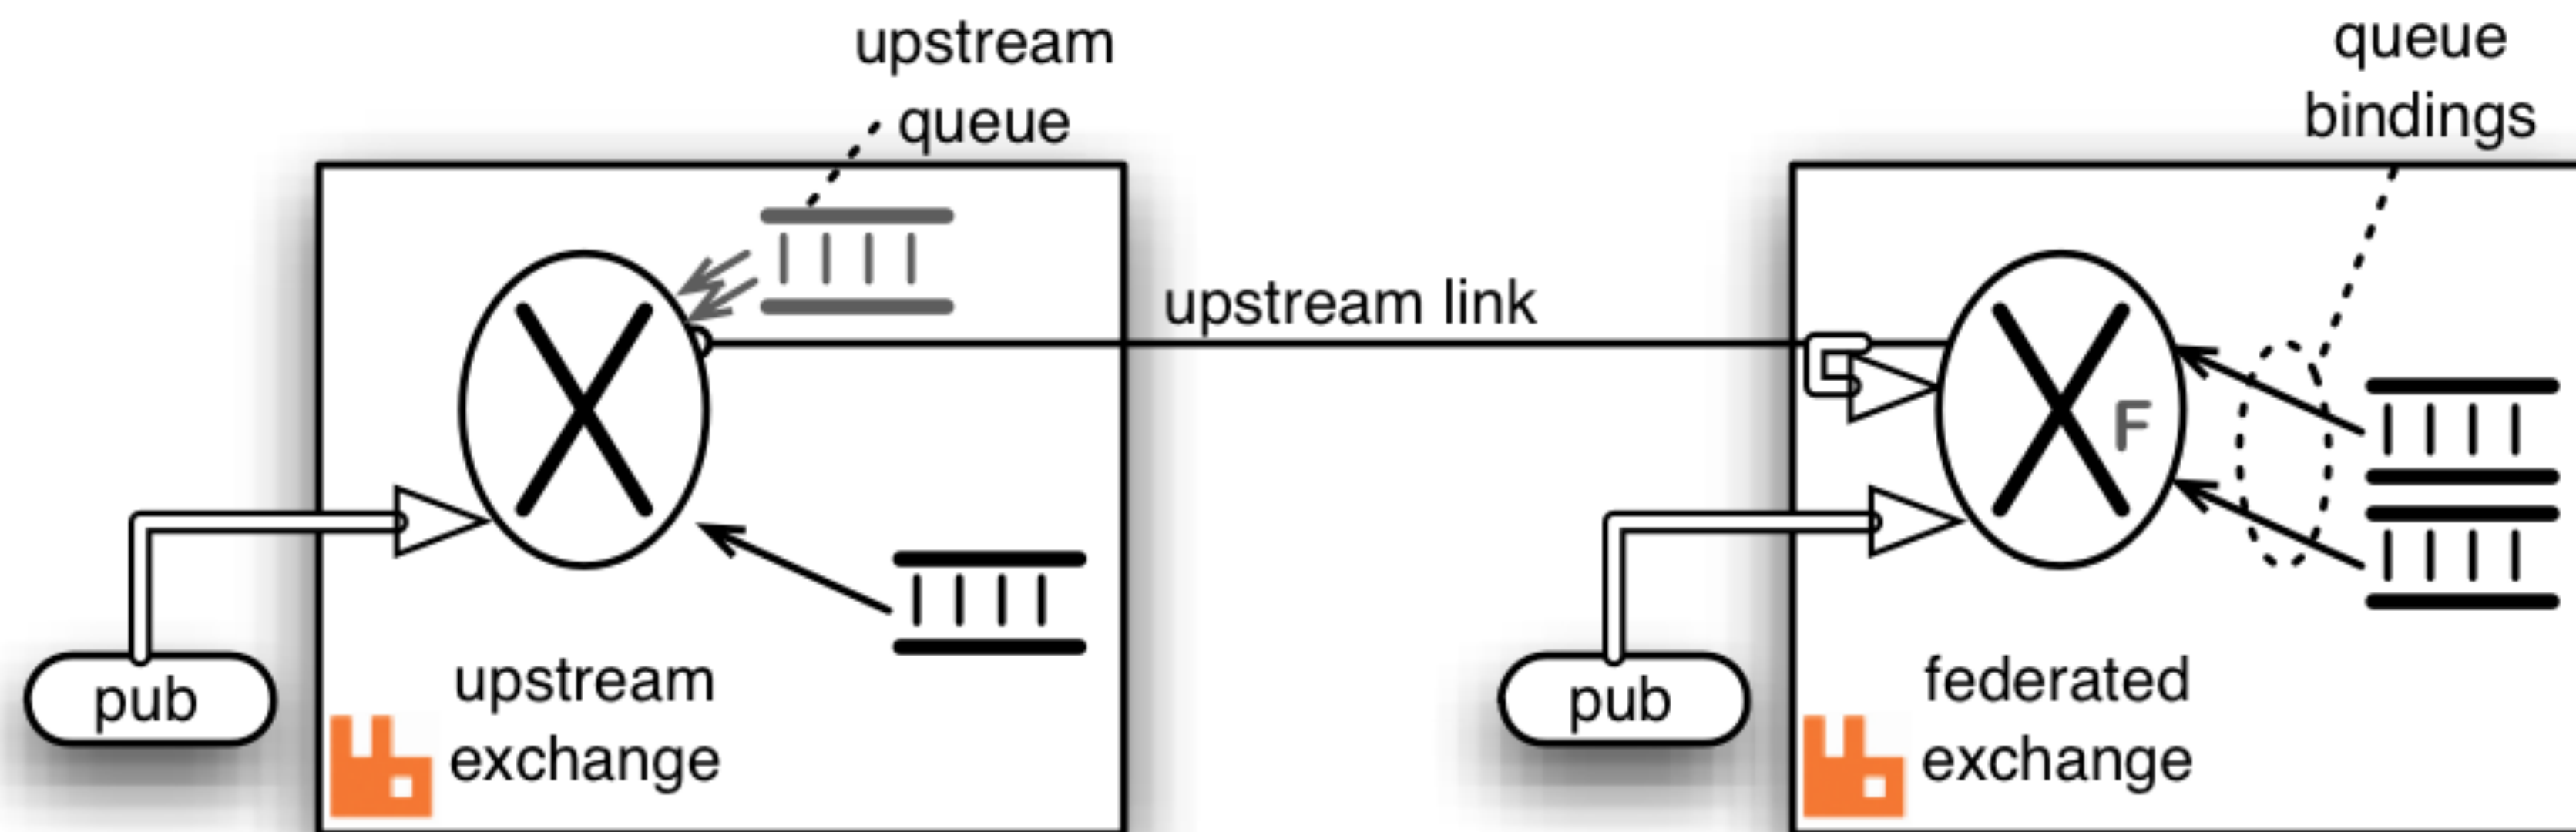 upstream
queue
queue
bindings
upstream link
F
pub
upstream
exchange
pub
federated
exchange